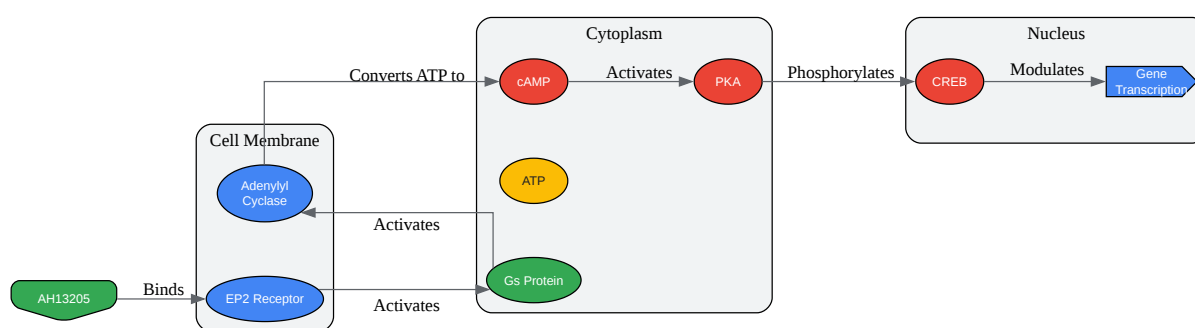 Cytoplasm
Nucleus
Converts ATP to
cAMP
Activates
PKA
Phosphorylates
CREB
Modulates
Gene
Transcription
Cell Membrane
Adenylyl
Cyclase
ATP
Activates
AH13205
Binds
EP2 Receptor
Activates
Gs Protein